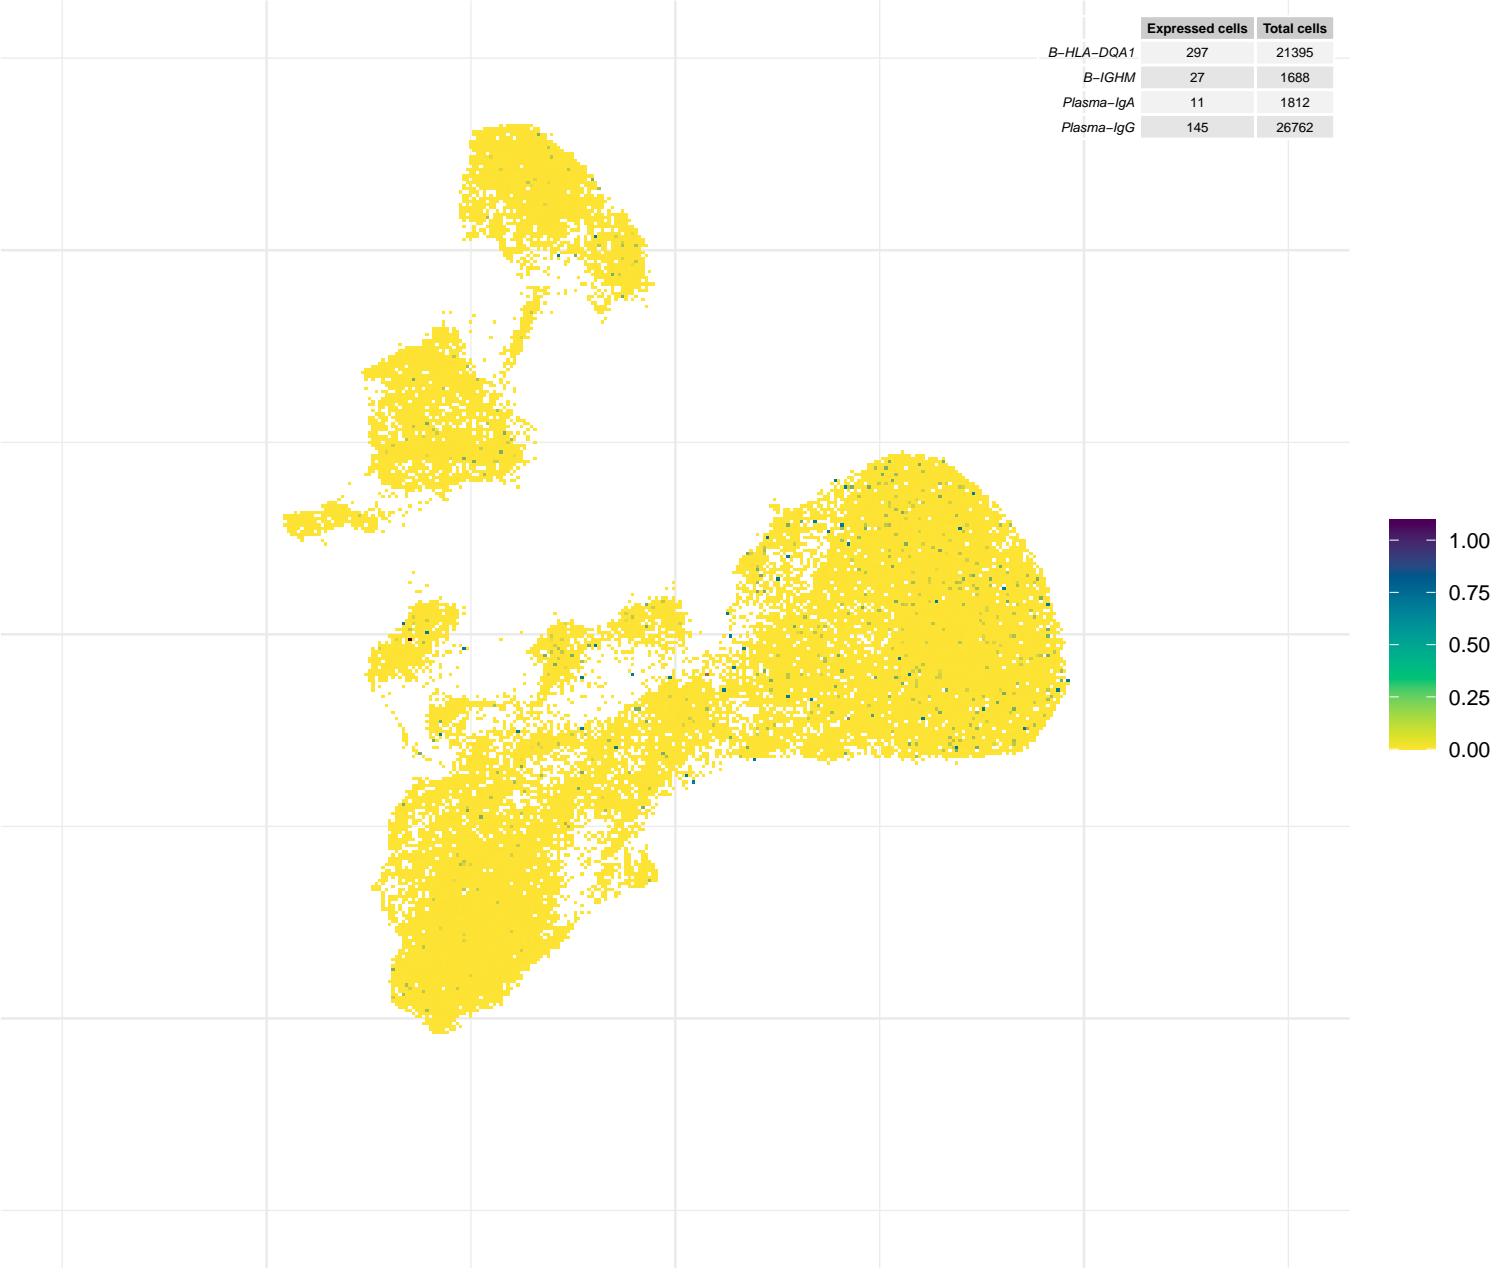 Expressed cells Total cells
B−HLA−DQA1 297 21395
B−IGHM 27 1688
Plasma−IgA 11 1812
Plasma−IgG 145 26762
1.00
0.75
0.50
0.25
0.00